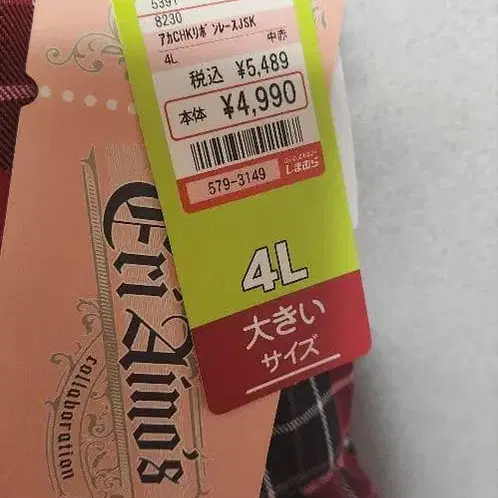 5391
8230
アカCHKリボンレースJSK
4L 中赤
税込 ¥5,489
本体 ¥4,990
しまむら
579-3149
4L
大きい
サイズ
Eri Aino's
collaboration